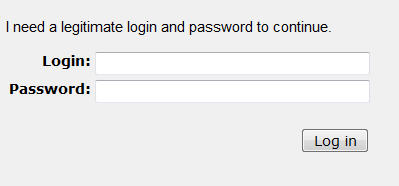 I need a legitimate login and password to continue.
Login:
Password:
Log in